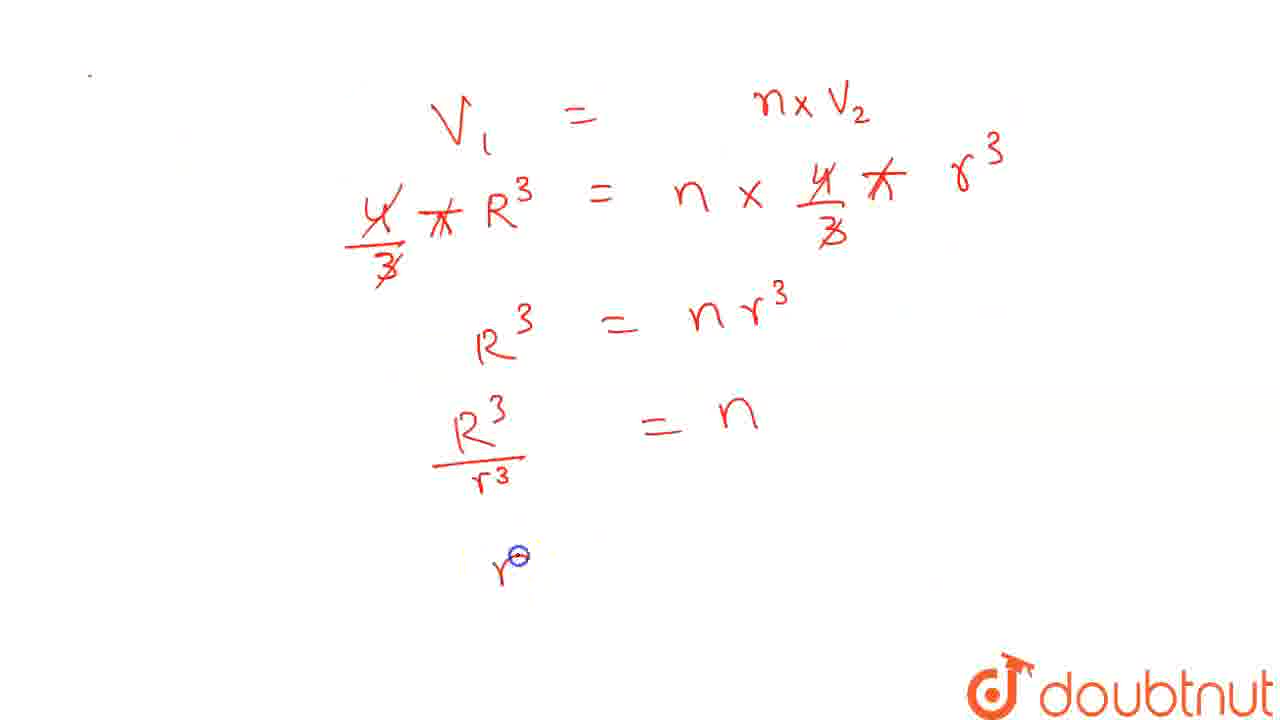 V₁ = n × V₂
4/3 π R³ = n × 4/3 π r³
R³ = n r³
R³/r³ = n
r
doubtnut